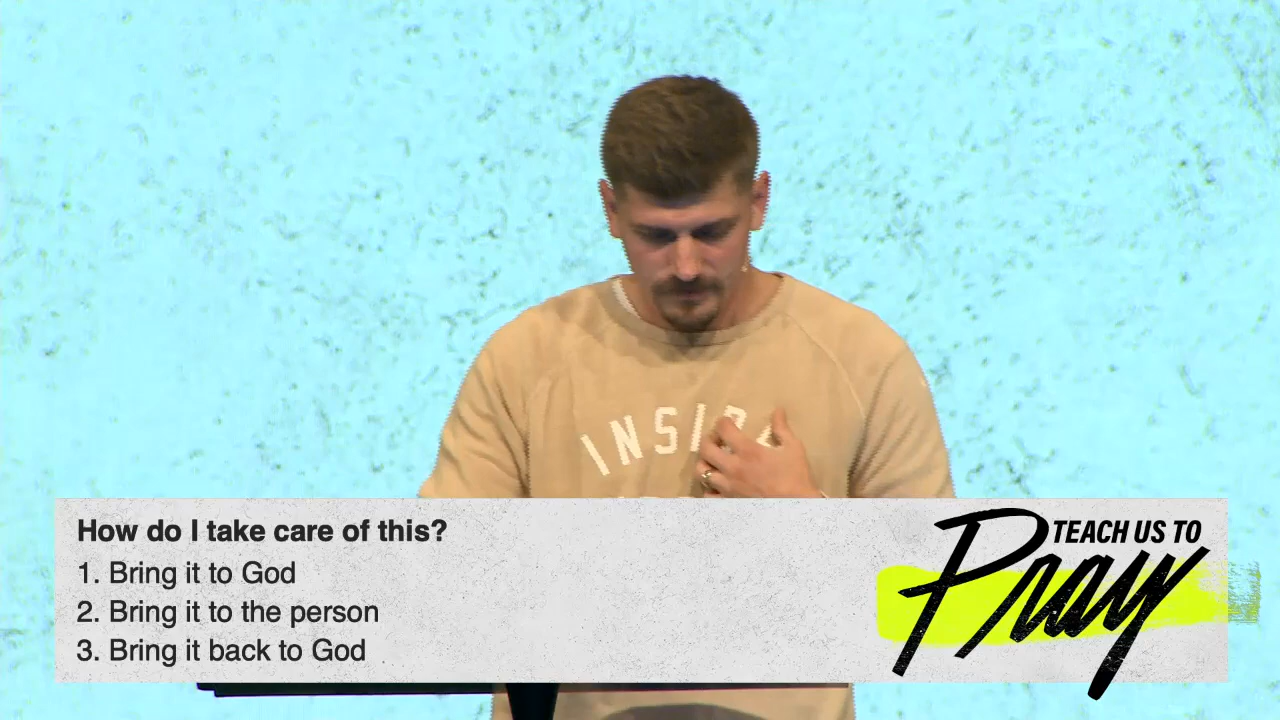 INSIDE
How do I take care of this?
1. Bring it to God
2. Bring it to the person
3. Bring it back to God
TEACH US TO
Pray